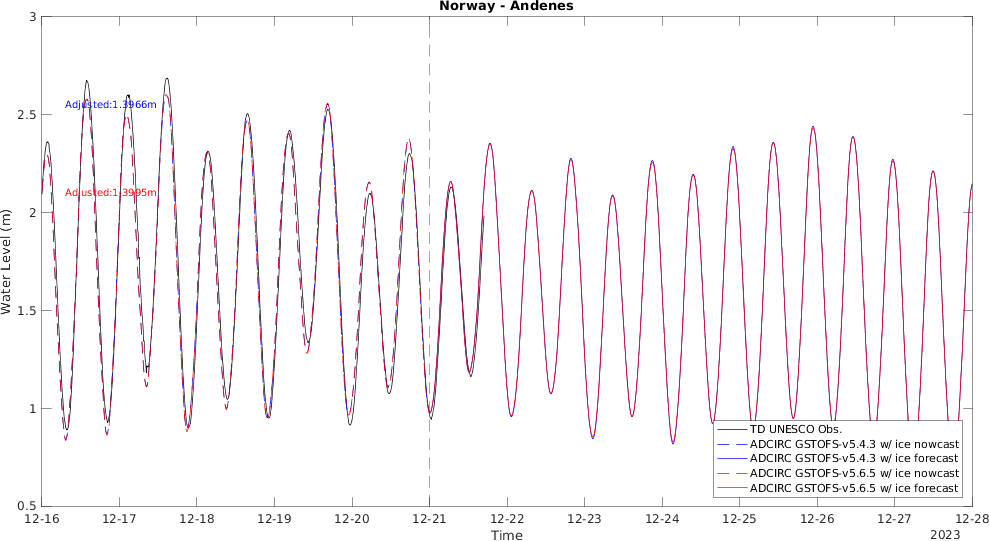 Norway - Andenes
3
2.5
2
1.5
1
0.5
Water Level (m)
Adjusted:1.3966m
Adjusted:1.3995m
TD UNESCO Obs.
ADCIRC GSTOFS-v5.4.3 w/ ice nowcast
ADCIRC GSTOFS-v5.4.3 w/ ice forecast
ADCIRC GSTOFS-v5.6.5 w/ ice nowcast
ADCIRC GSTOFS-v5.6.5 w/ ice forecast
12-16 12-17 12-18 12-19 12-20 12-21 12-22 12-23 12-24 12-25 12-26 12-27 12-28
Time
2023